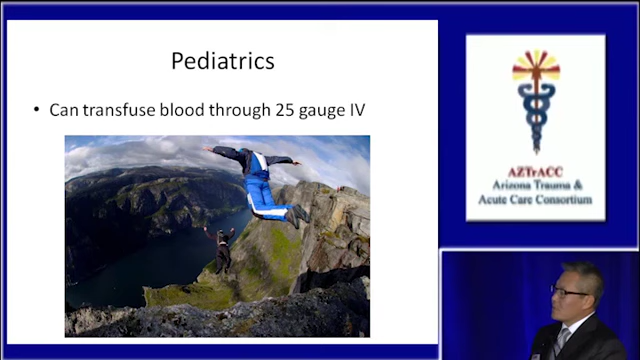 Pediatrics
• Can transfuse blood through 25 gauge IV
AZTrACC
Arizona Trauma &
Acute Care Consortium